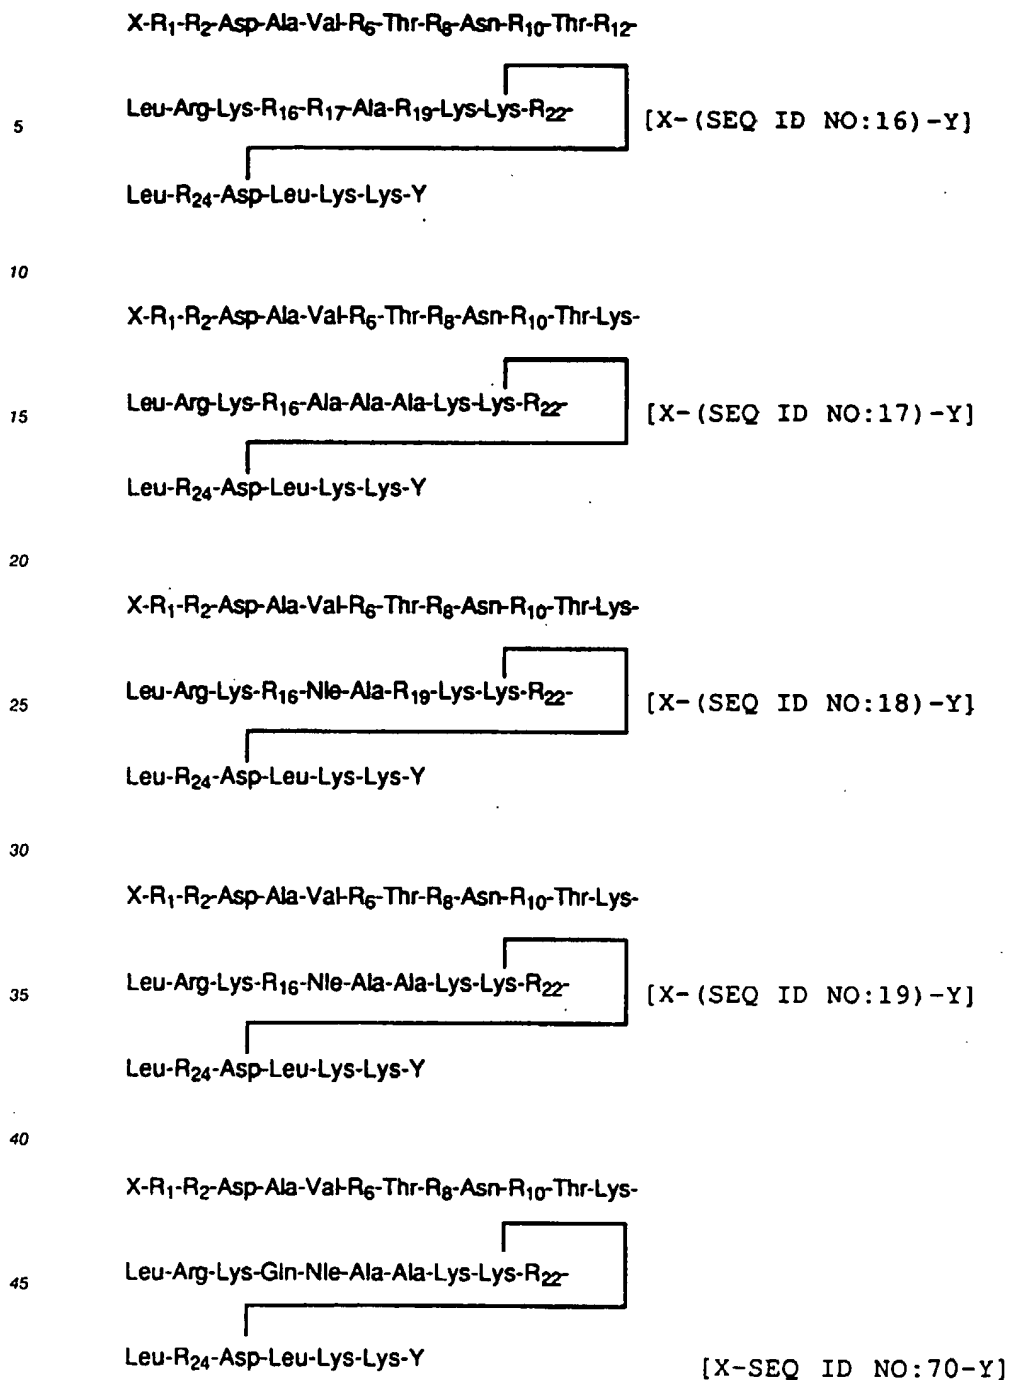 X-R₁-R₂-Asp-Ala-Val-R₆-Thr-R₈-Asn-R₁₀-Thr-R₁₂-
5 Leu-Arg-Lys-R₁₆-R₁₇-Ala-R₁₉-Lys-Lys-R₂₂- [X-(SEQ ID NO:16)-Y]
Leu-R₂₄-Asp-Leu-Lys-Lys-Y
10
X-R₁-R₂-Asp-Ala-Val-R₆-Thr-R₈-Asn-R₁₀-Thr-Lys-
15 Leu-Arg-Lys-R₁₆-Ala-Ala-Ala-Lys-Lys-R₂₂- [X-(SEQ ID NO:17)-Y]
Leu-R₂₄-Asp-Leu-Lys-Lys-Y
20
X-R₁-R₂-Asp-Ala-Val-R₆-Thr-R₈-Asn-R₁₀-Thr-Lys-
25 Leu-Arg-Lys-R₁₆-Nle-Ala-R₁₉-Lys-Lys-R₂₂- [X-(SEQ ID NO:18)-Y]
Leu-R₂₄-Asp-Leu-Lys-Lys-Y
30
X-R₁-R₂-Asp-Ala-Val-R₆-Thr-R₈-Asn-R₁₀-Thr-Lys-
35 Leu-Arg-Lys-R₁₆-Nle-Ala-Ala-Lys-Lys-R₂₂- [X-(SEQ ID NO:19)-Y]
Leu-R₂₄-Asp-Leu-Lys-Lys-Y
40
X-R₁-R₂-Asp-Ala-Val-R₆-Thr-R₈-Asn-R₁₀-Thr-Lys-
45 Leu-Arg-Lys-Gln-Nle-Ala-Ala-Lys-Lys-R₂₂-
Leu-R₂₄-Asp-Leu-Lys-Lys-Y [X-SEQ ID NO:70-Y]